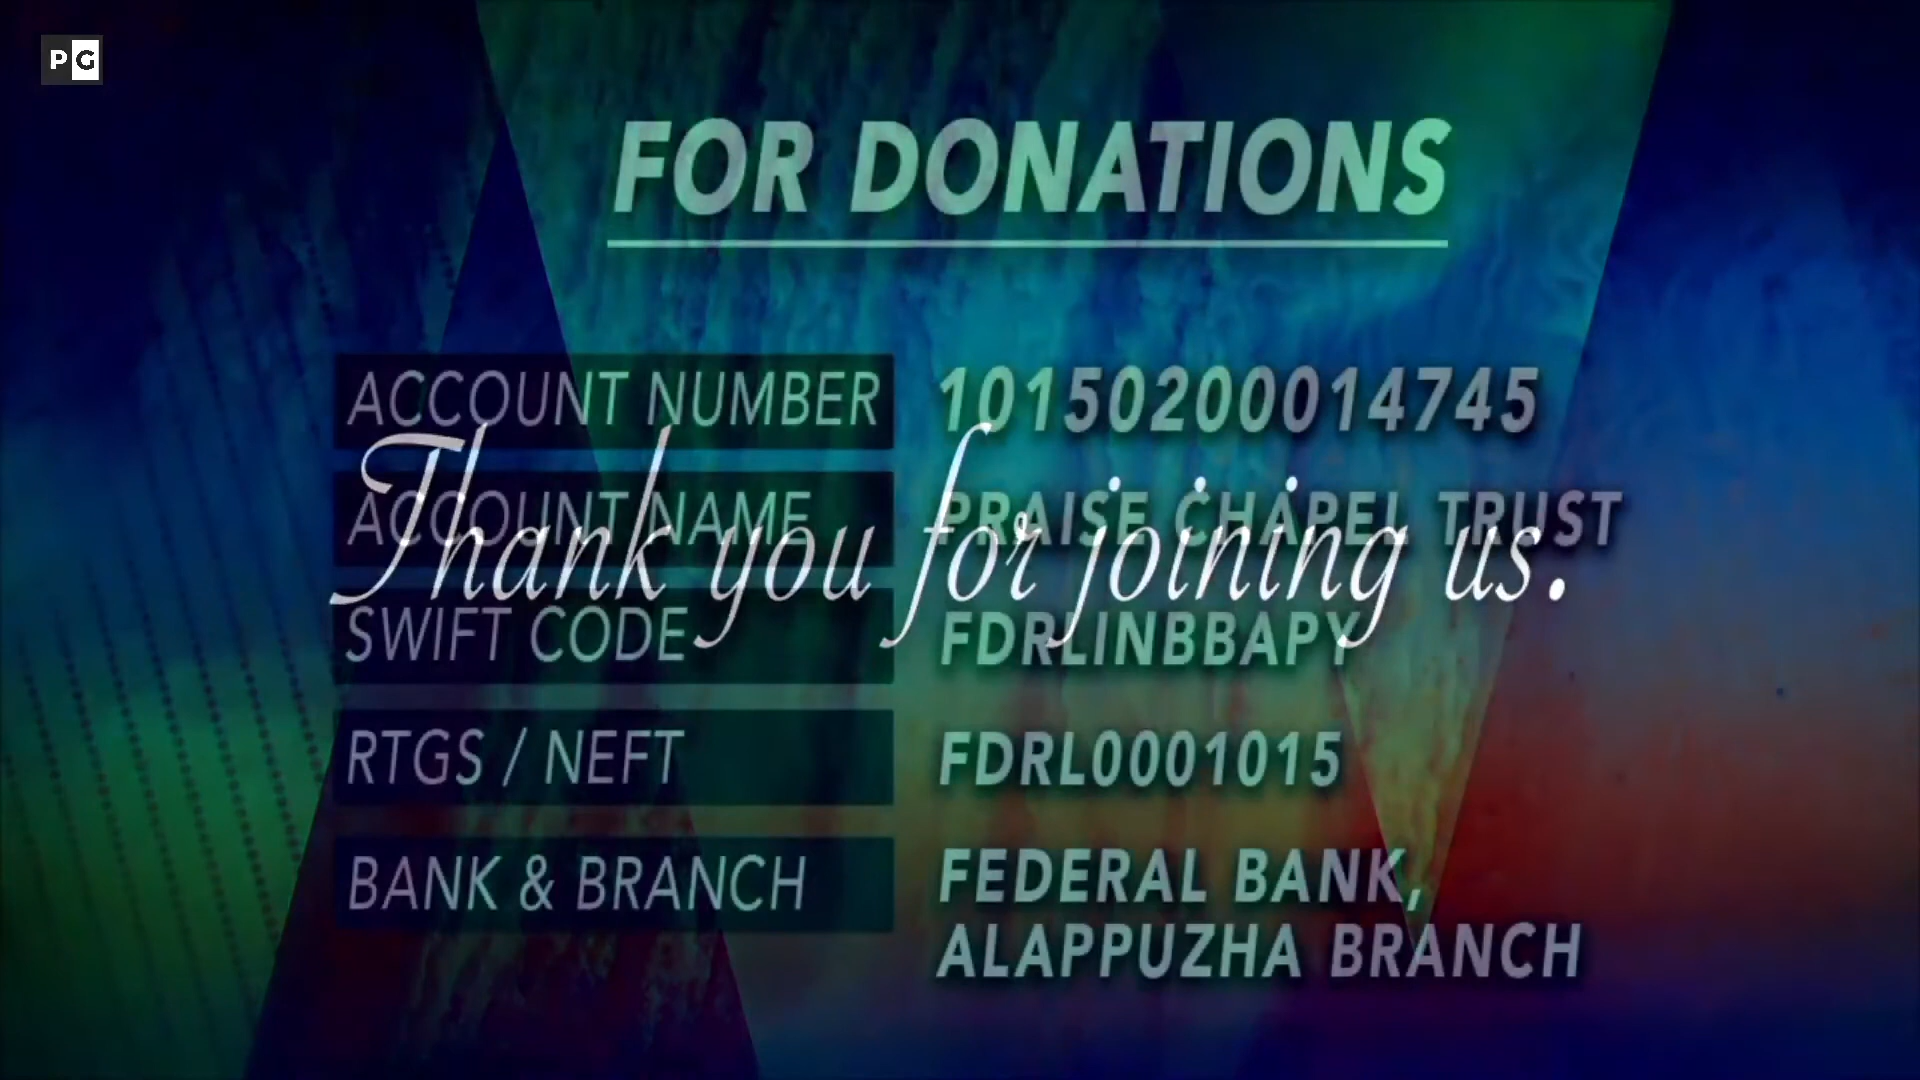 PG
FOR DONATIONS
ACCOUNT NUMBER 10150200014745
ACCOUNT NAME PRAISE CHAPEL TRUST
Thank you for joining us.
SWIFT CODE FDRLINBBAPY
RTGS / NEFT FDRL0001015
BANK & BRANCH FEDERAL BANK,
ALAPPUZHA BRANCH